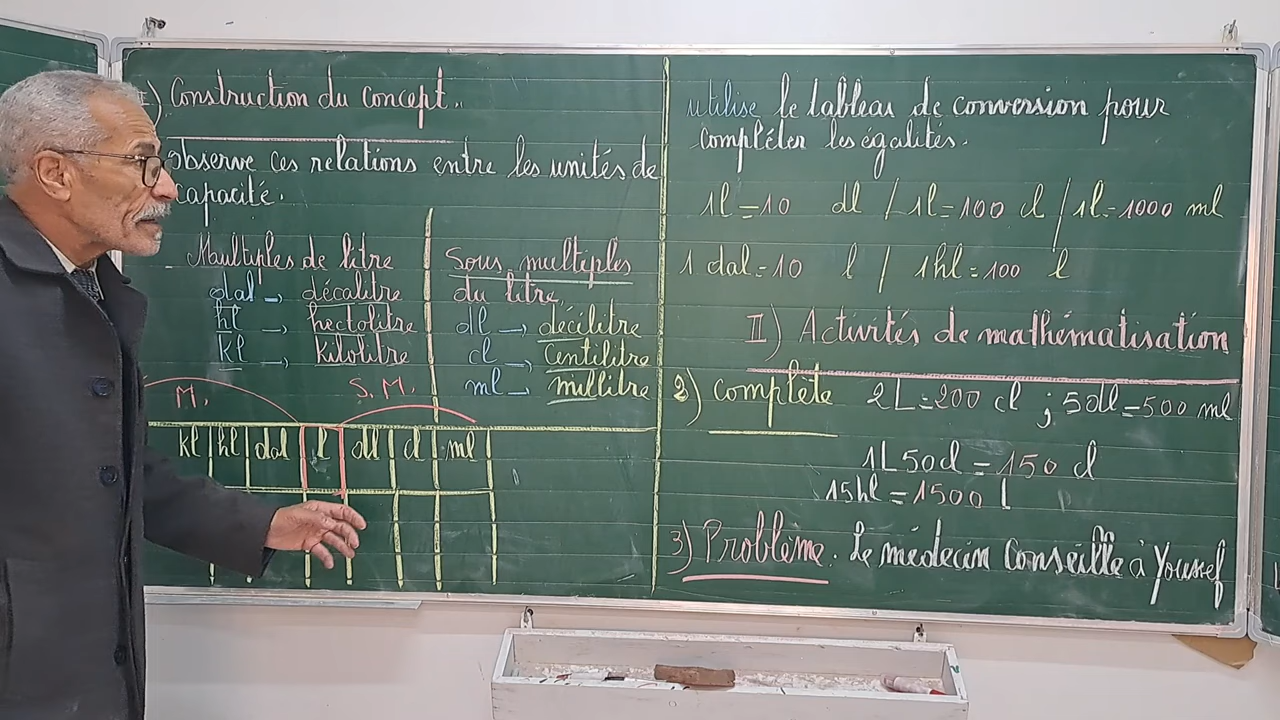 I) Construction du concept.
Observe ces relations entre les unités de
capacité.
- Multiples de litre
dal → décalitre
hl → hectolitre
kl → kilolitre
Sous multiples
du litre
dl → décilitre
cl → Centilitre
ml → millitre
M. S.M.
kl hl dal l dl cl ml
utilise le tableau de conversion pour
compléter les égalités.
1l = 10 dl / 1l = 100 cl / 1l = 1000 ml
1 dal = 10 l / 1hl = 100 l
II) Activités de mathématisation
2) complète 2L = 200 cl ; 5dl = 500 ml
1L 50cl = 150 cl
15hl = 1500 l
3) Problème : Le médecin conseille à Youssef